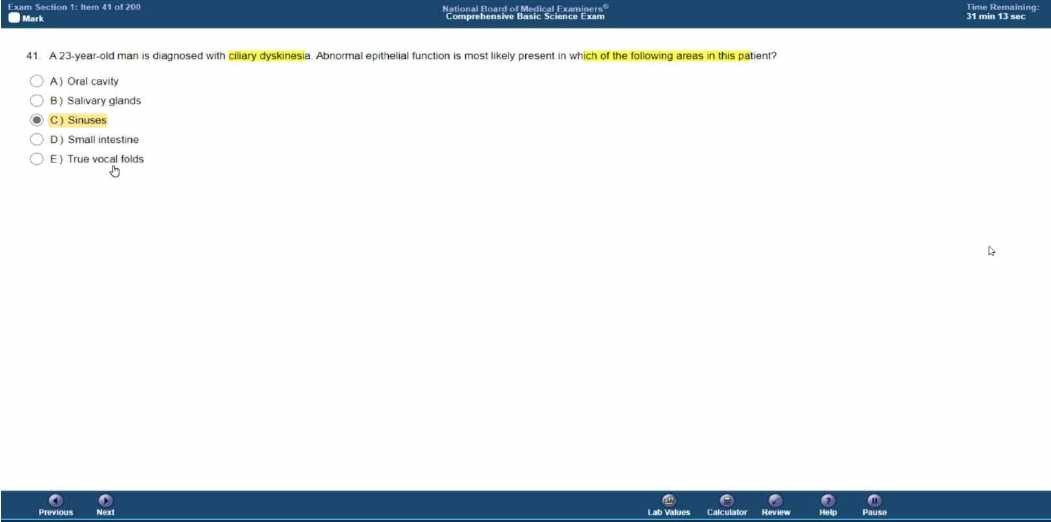 Exam Section 1: Item 41 of 200
Mark
National Board of Medical Examiners®
Comprehensive Basic Science Exam
Time Remaining:
31 min 13 sec
41. A 23-year-old man is diagnosed with ciliary dyskinesia. Abnormal epithelial function is most likely present in which of the following areas in this patient?
A) Oral cavity
B) Salivary glands
C) Sinuses
D) Small intestine
E) True vocal folds
Previous
Next
Lab Values
Calculator
Review
Help
Pause